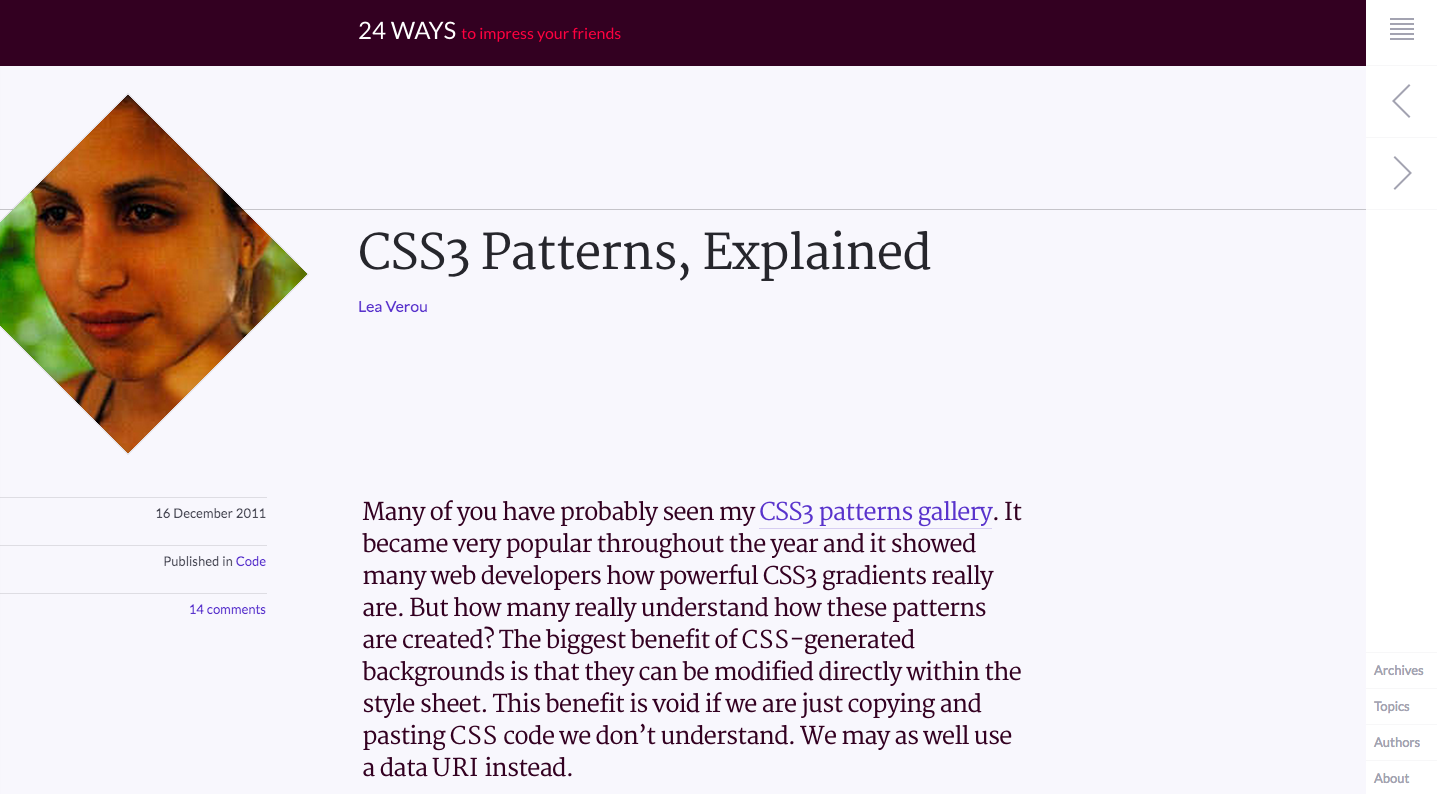 24 WAYS to impress your friends
CSS3 Patterns, Explained
Lea Verou
16 December 2011
Published in Code
14 comments
Many of you have probably seen my CSS3 patterns gallery. It
became very popular throughout the year and it showed
many web developers how powerful CSS3 gradients really
are. But how many really understand how these patterns
are created? The biggest benefit of CSS-generated
backgrounds is that they can be modified directly within the
style sheet. This benefit is void if we are just copying and
pasting CSS code we don’t understand. We may as well use
a data URI instead.
Archives
Topics
Authors
About